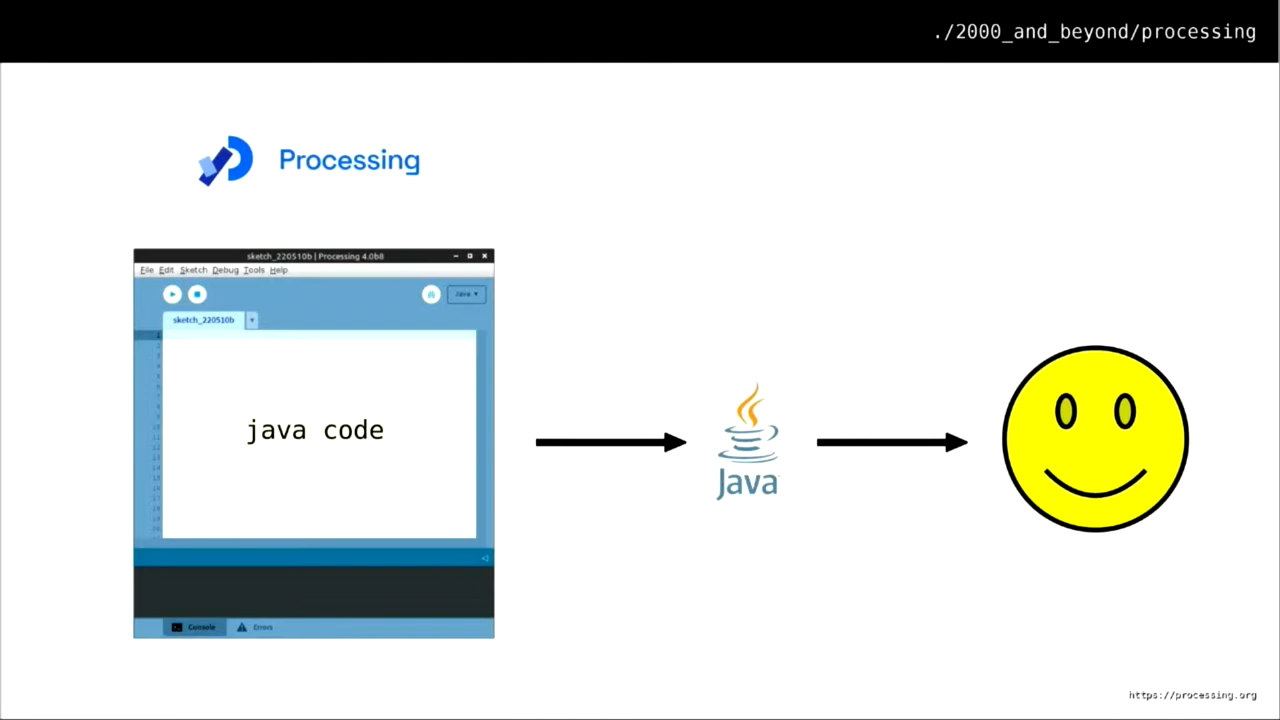 ./2000_and_beyond/processing
Processing
sketch_220510b | Processing 4.0b8
File Edit Sketch Debug Tools Help
Java
sketch_220510b
java code
Java
Console
Errors
https://processing.org